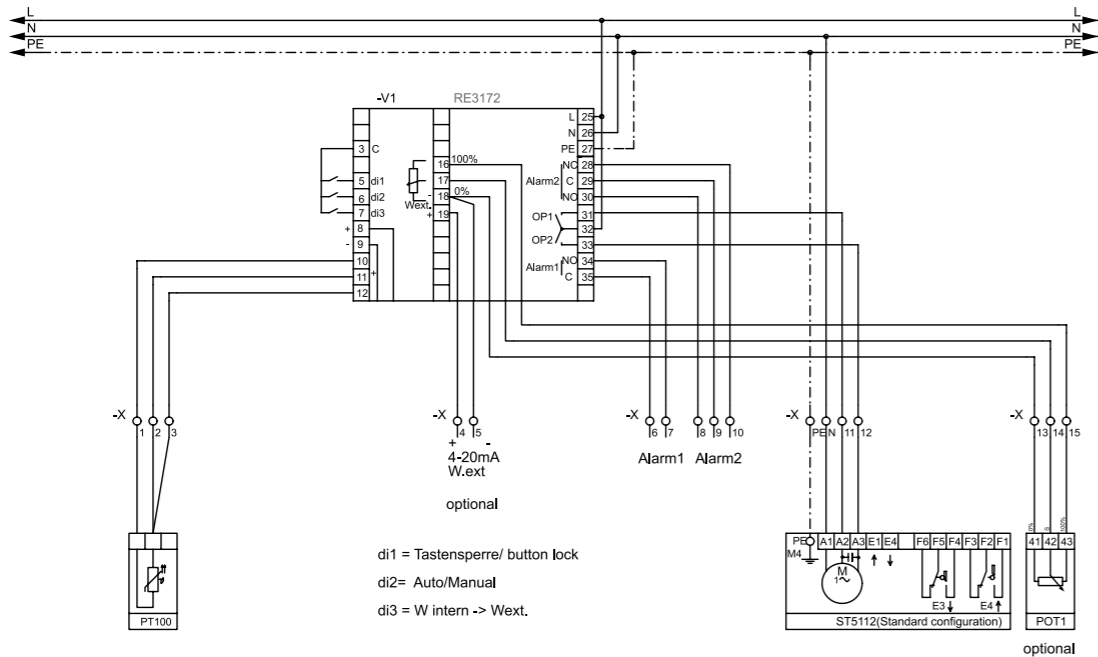 L L
N N
PE PE
-V1 RE3172
L 25
N 26
3 C PE 27
16 100% NC 28
5 di1 17 Alarm2 C 29
6 di2 - 18 0% NO 30
Wext.
7 di3 + 19 OP1 31
+ 8 32
- 9 OP2 33
10 NO 34
11 + Alarm1 C 35
12
-X 1 2 3
-X 4 5
-X 6 7 8 9 10
-X PE N 11 12
-X 13 14 15
+ -
4-20mA
W.ext
Alarm1 Alarm2
optional
0% S 100%
PE A1 A2 A3 E1 E4 F6 F5 F4 F3 F2 F1
41 42 43
M4
M
1~
di1 = Tastensperre/ button lock
di2= Auto/Manual
di3 = W intern -> Wext.
E3 E4
PT100
ST5112(Standard configuration)
POT1
optional